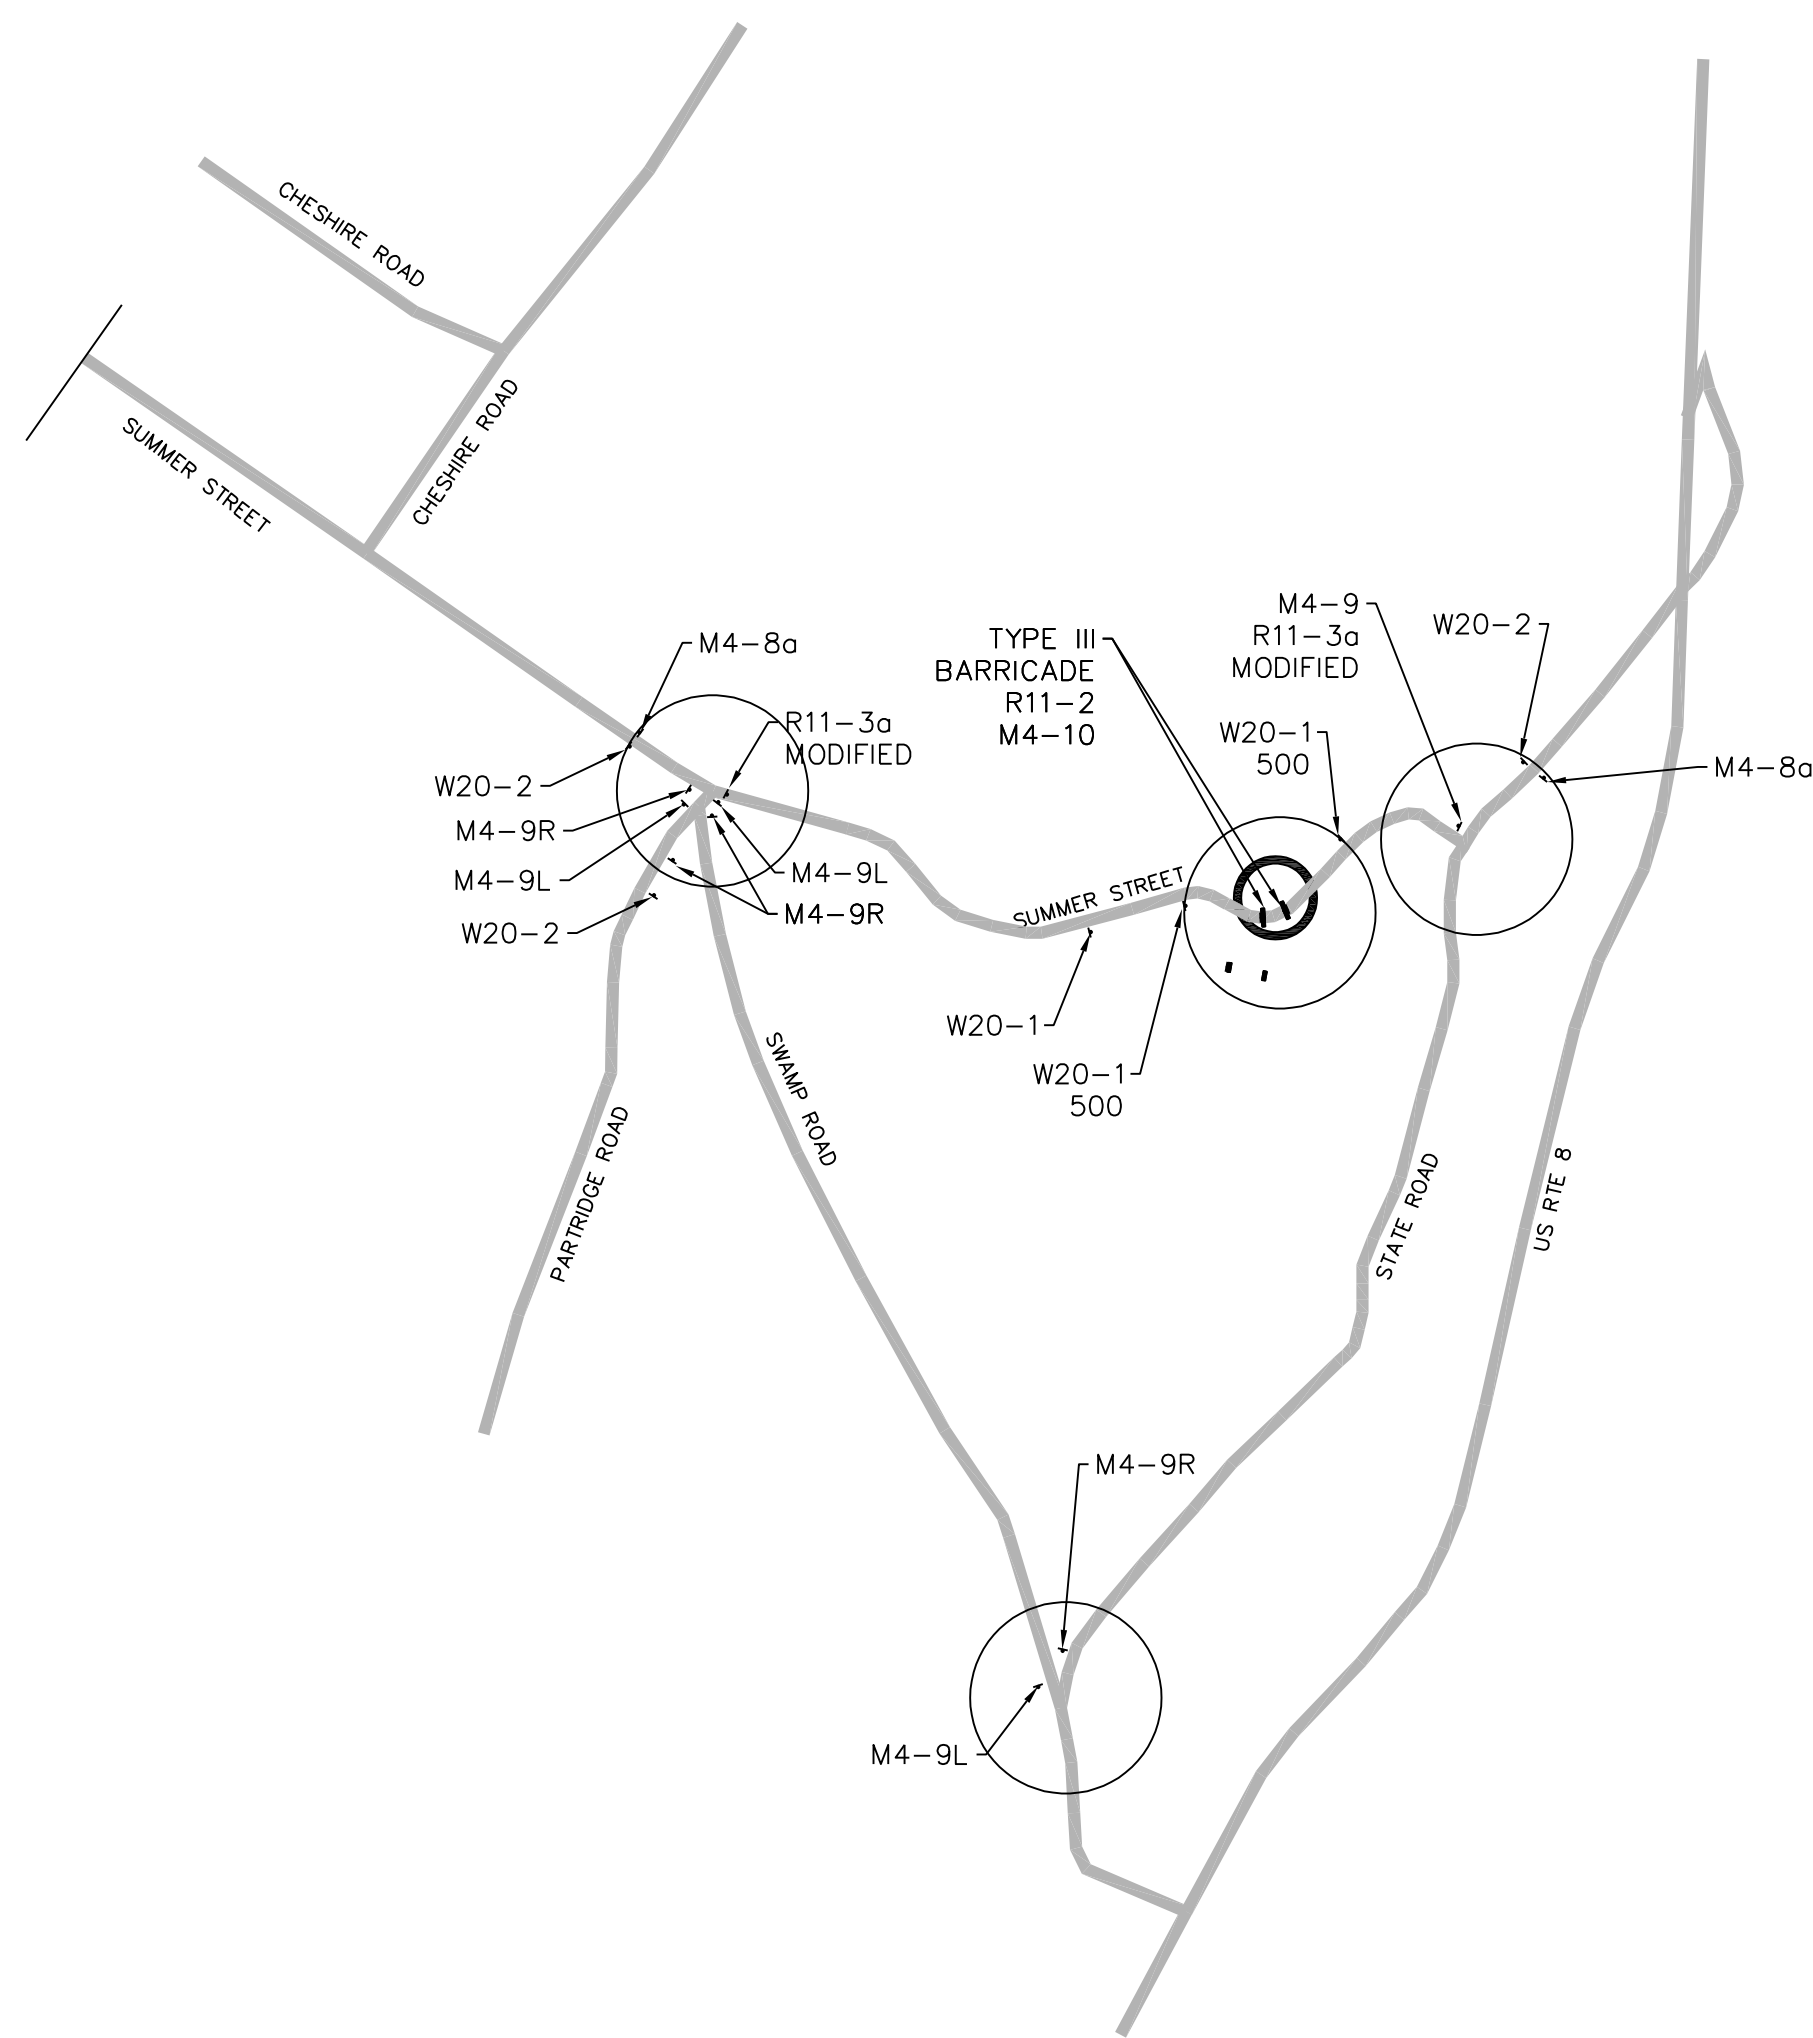 CHESHIRE ROAD
CHESHIRE ROAD
SUMMER STREET
M4-8a
R11-3a
MODIFIED
W20-2
M4-9R
M4-9L
W20-2
M4-9L
M4-9R
TYPE III
BARRICADE
R11-2
M4-10
M4-9
R11-3a
MODIFIED
W20-2
W20-1
500
M4-8a
SUMMER STREET
W20-1
W20-1
500
SWAMP ROAD
PARTRIDGE ROAD
STATE ROAD
US RTE 8
M4-9R
M4-9L